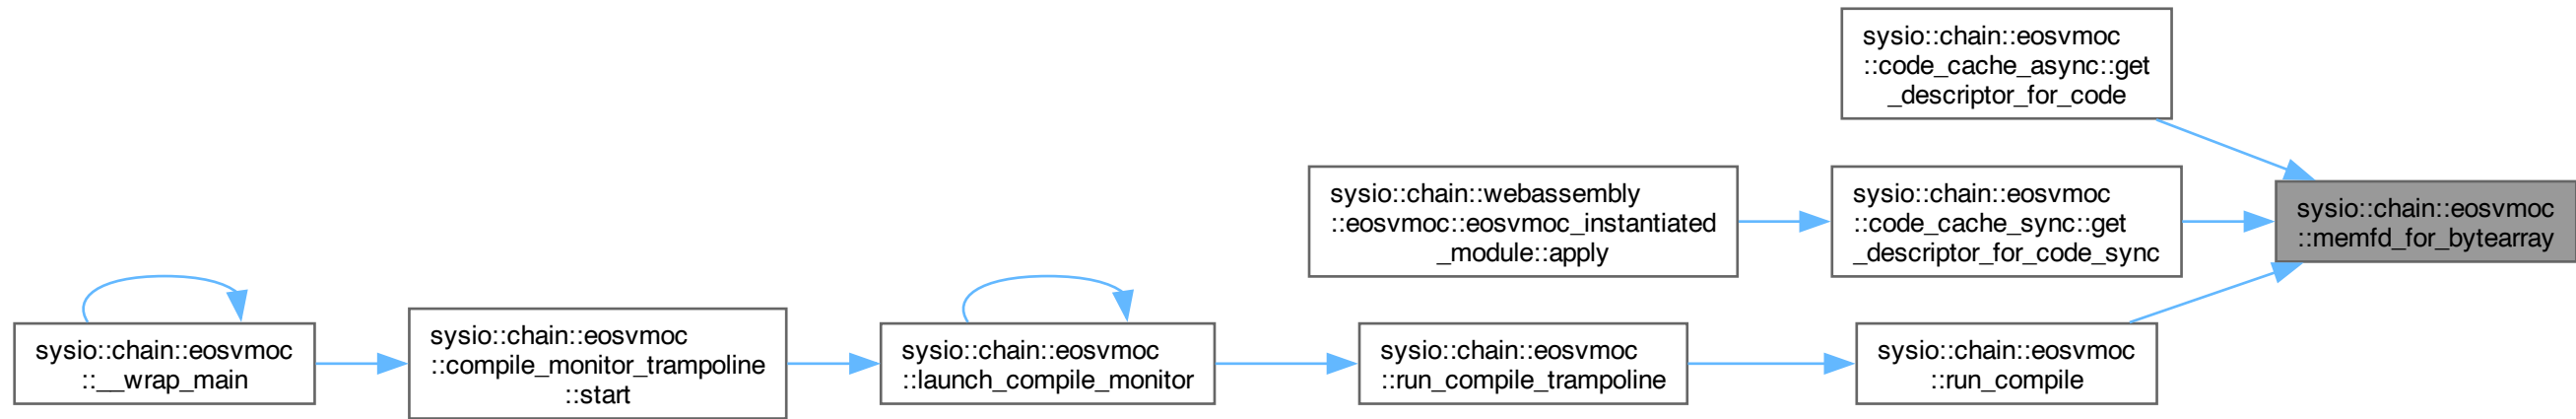 sysio::chain::eosvmoc
::code_cache_async::get
_descriptor_for_code
sysio::chain::webassembly
::eosvmoc::eosvmoc_instantiated
_module::apply
sysio::chain::eosvmoc
::code_cache_sync::get
_descriptor_for_code_sync
sysio::chain::eosvmoc
::memfd_for_bytearray
sysio::chain::eosvmoc
::__wrap_main
sysio::chain::eosvmoc
::compile_monitor_trampoline
::start
sysio::chain::eosvmoc
::launch_compile_monitor
sysio::chain::eosvmoc
::run_compile_trampoline
sysio::chain::eosvmoc
::run_compile